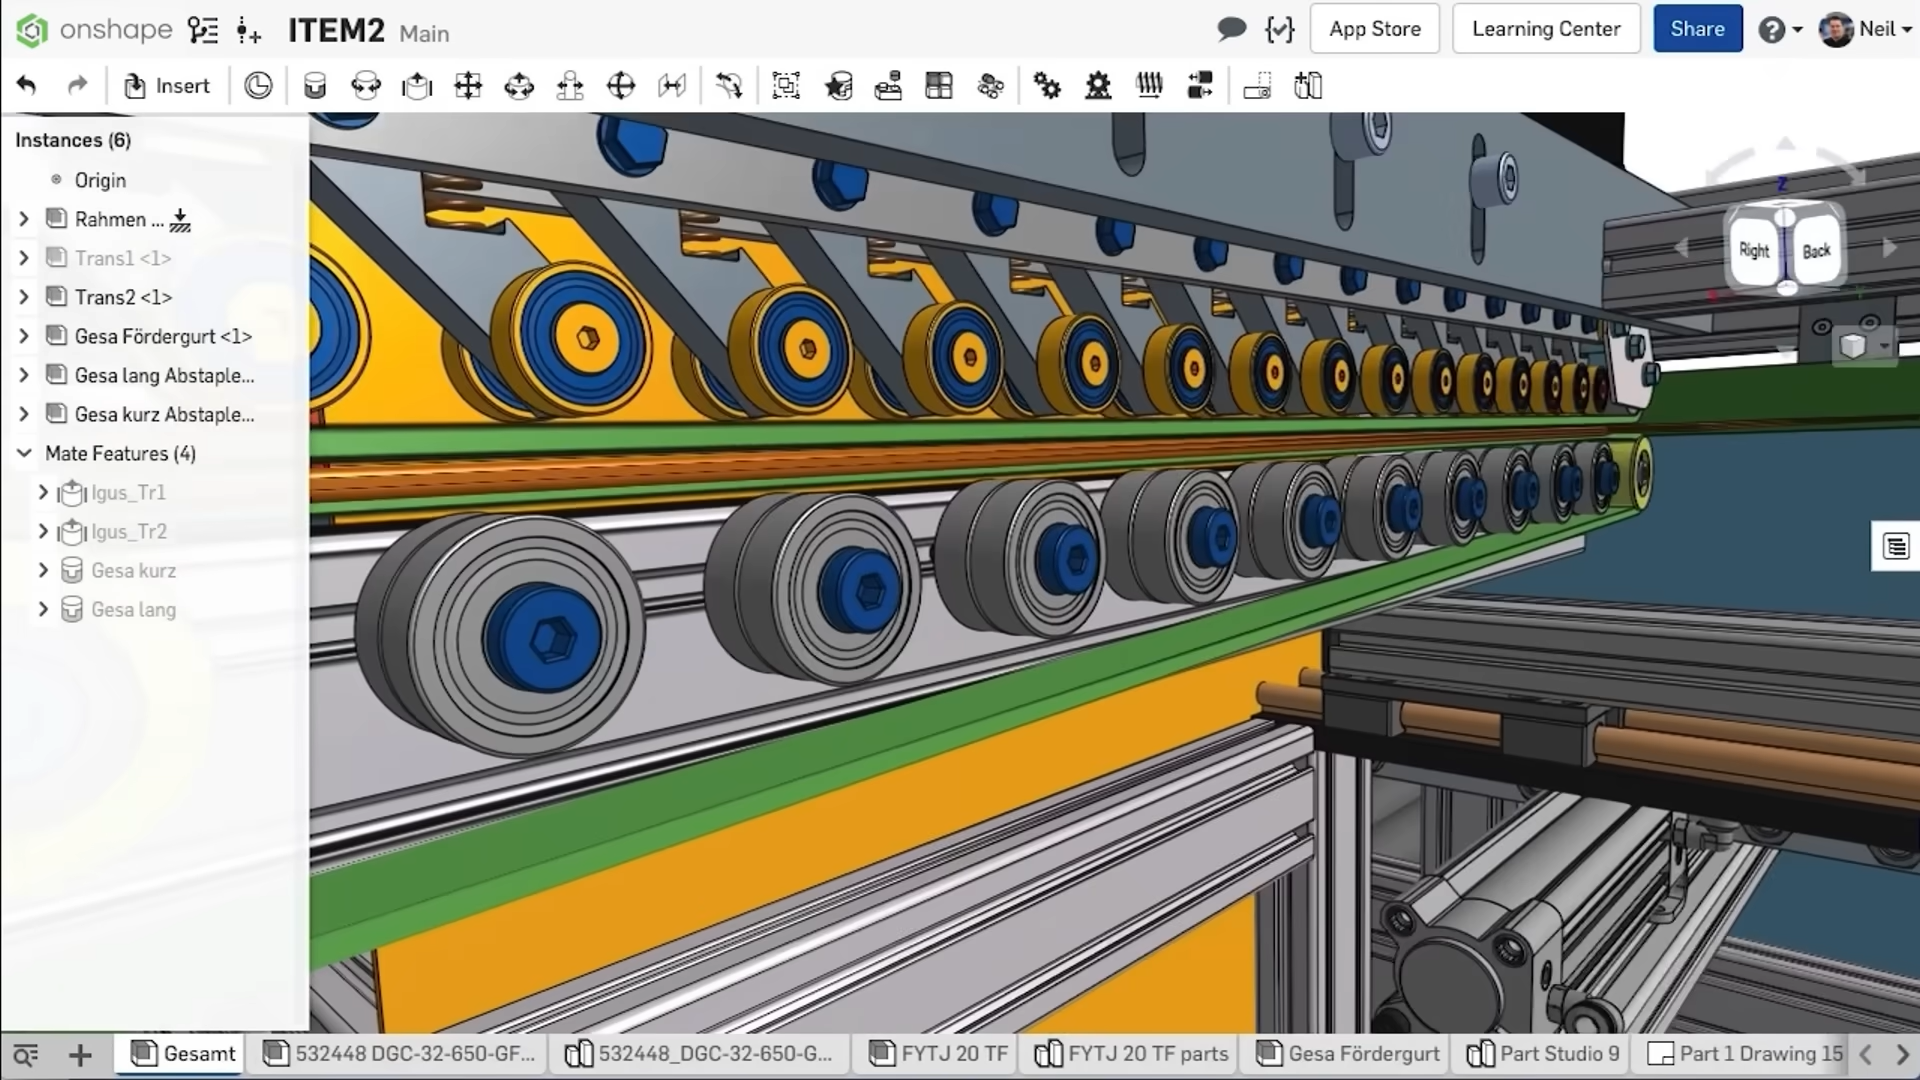 onshape ITEM2 Main App Store Learning Center Share Neil
Insert
Instances (6)
Origin
Rahmen ...
Trans1 <1>
Trans2 <1>
Gesa Fördergurt <1>
Gesa lang Abstaple...
Gesa kurz Abstaple...
Mate Features (4)
Igus_Tr1
Igus_Tr2
Gesa kurz
Gesa lang
Z
Right Back
Gesamt 532448 DGC-32-650-GF... 532448_DGC-32-650-G... FYTJ 20 TF FYTJ 20 TF parts Gesa Fördergurt Part Studio 9 Part 1 Drawing 15